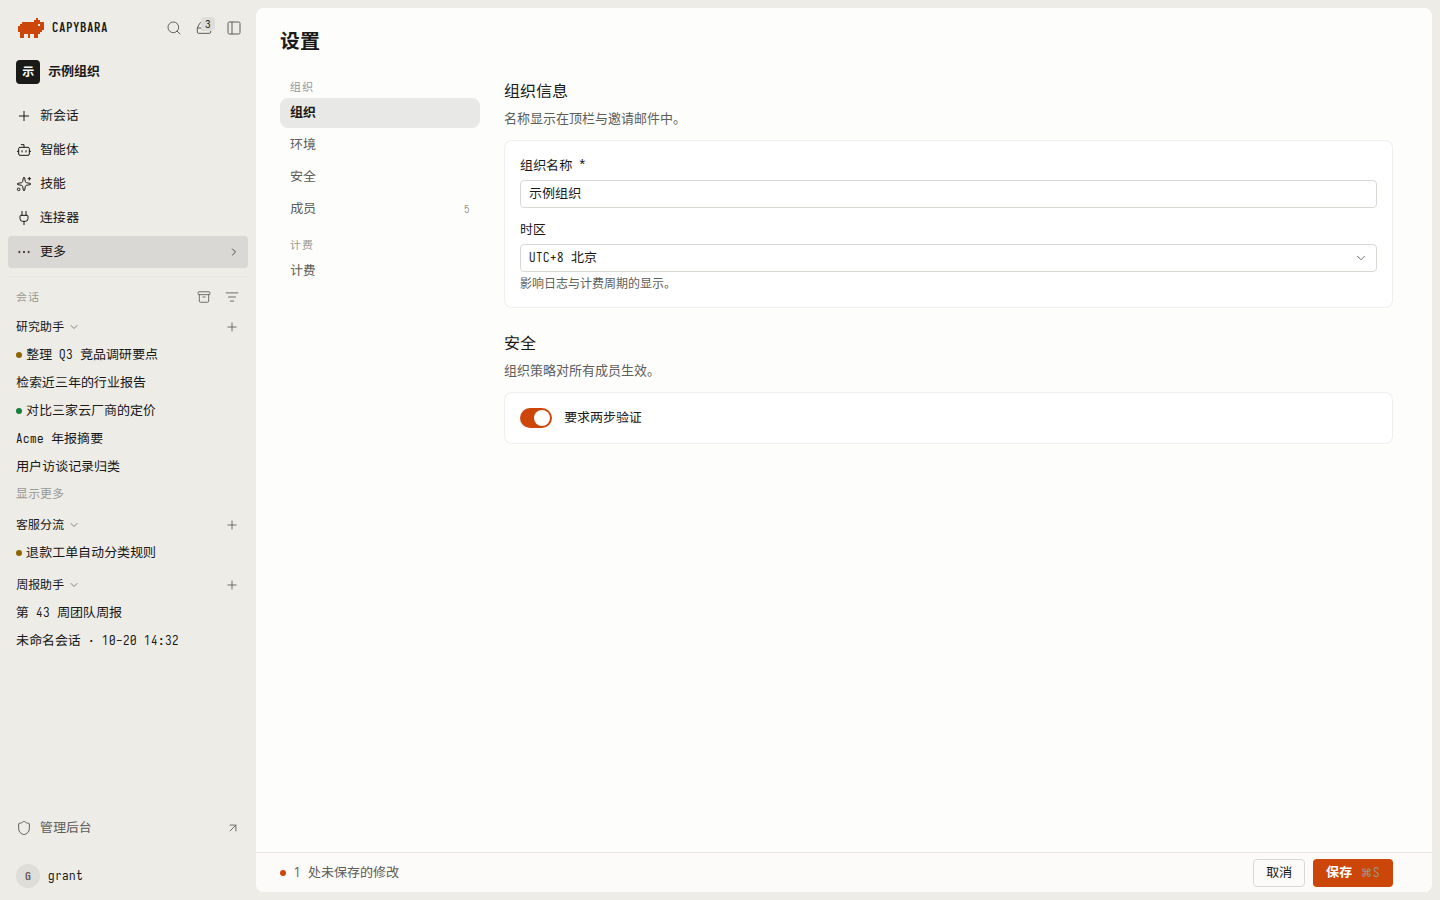 CAPYBARA
3
示 示例组织
新会话
智能体
技能
连接器
更多
会话
研究助手
整理 Q3 竞品调研要点
检索近三年的行业报告
对比三家云厂商的定价
Acme 年报摘要
用户访谈记录归类
显示更多
客服分流
退款工单自动分类规则
周报助手
第 43 周团队周报
未命名会话 · 10-20 14:32
管理后台
G grant
设置
组织
组织
环境
安全
成员 5
计费
计费
组织信息
名称显示在顶栏与邀请邮件中。
组织名称 *
示例组织
时区
UTC+8 北京
影响日志与计费周期的显示。
安全
组织策略对所有成员生效。
要求两步验证
1 处未保存的修改
取消
保存 ⌘S